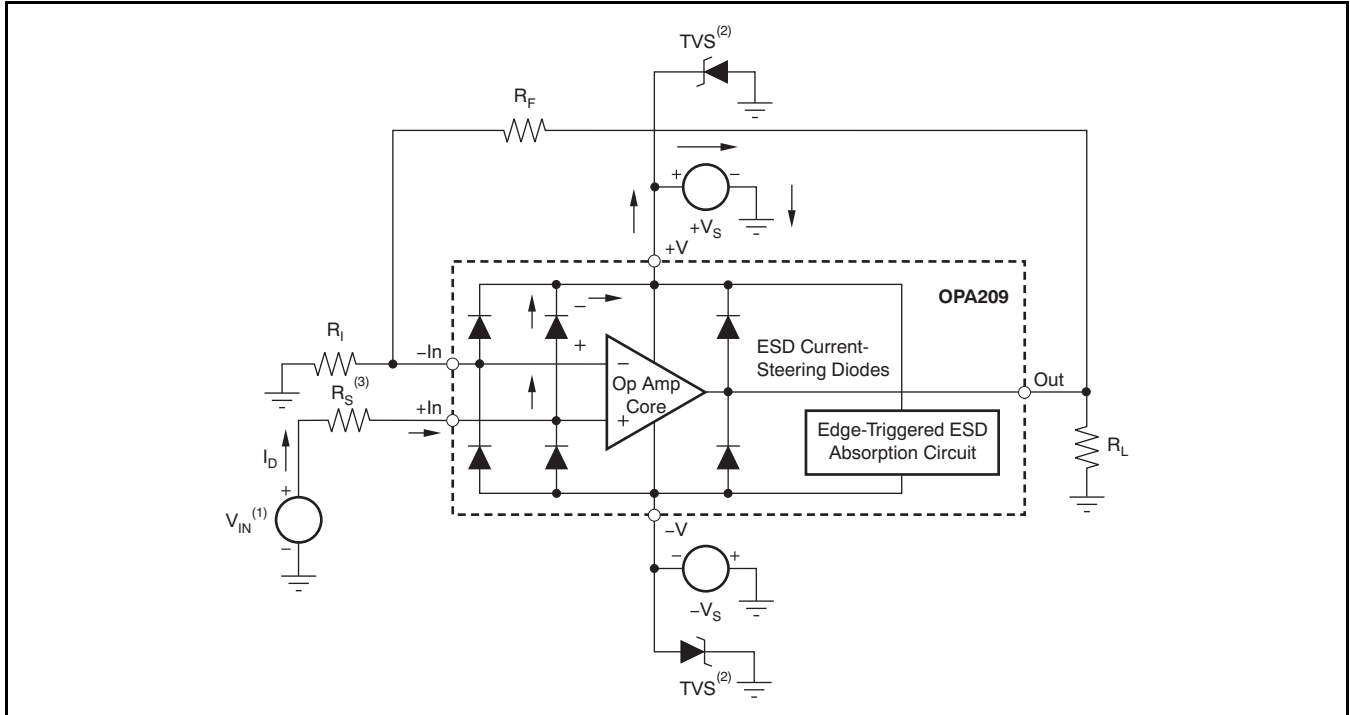 TVS(2)
RF
+ −
+VS
+V
OPA209
−
RI
−In
+
−
ESD Current-
Steering Diodes
Op Amp
Core
Out
RS(3)
+In
+
Edge-Triggered ESD
Absorption Circuit
RL
ID
+
VIN(1)
−
−V
− +
−VS
TVS(2)